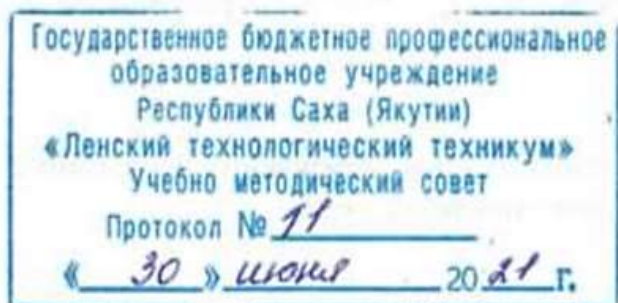 Государственное бюджетное профессиональное
образовательное учреждение
Республики Саха (Якутии)
«Ленский технологический техникум»
Учебно методический совет
Протокол № 11
« 30 » июня 20 21 г.